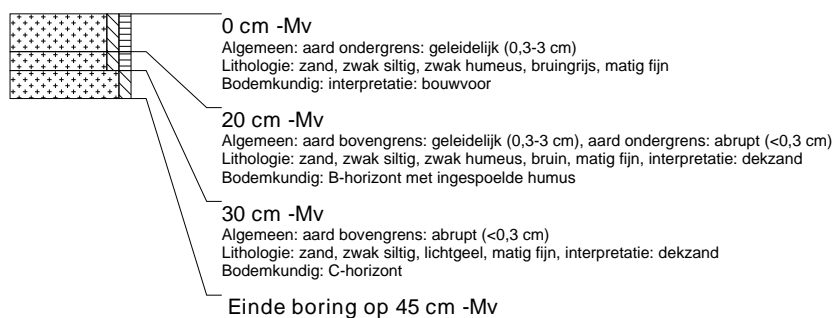 0 cm -Mv
Algemeen: aard ondergrens: geleidelijk (0,3-3 cm)
Lithologie: zand, zwak siltig, zwak humeus, bruingrijs, matig fijn
Bodemkundig: interpretatie: bouwvoor
20 cm -Mv
Algemeen: aard bovengrens: geleidelijk (0,3-3 cm), aard ondergrens: abrupt (<0,3 cm)
Lithologie: zand, zwak siltig, zwak humeus, bruin, matig fijn, interpretatie: dekzand
Bodemkundig: B-horizont met ingespoelde humus
30 cm -Mv
Algemeen: aard bovengrens: abrupt (<0,3 cm)
Lithologie: zand, zwak siltig, lichtgeel, matig fijn, interpretatie: dekzand
Bodemkundig: C-horizont
Einde boring op 45 cm -Mv